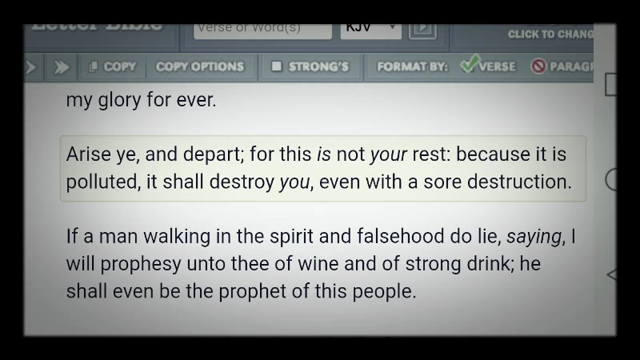 Letter Bible
Verse or Word(s)
KJV
CLICK TO CHANG
COPY COPY OPTIONS STRONG'S FORMAT BY: VERSE PARAGR
my glory for ever.
Arise ye, and depart; for this is not your rest: because it is
polluted, it shall destroy you, even with a sore destruction.
If a man walking in the spirit and falsehood do lie, saying, I
will prophesy unto thee of wine and of strong drink; he
shall even be the prophet of this people.